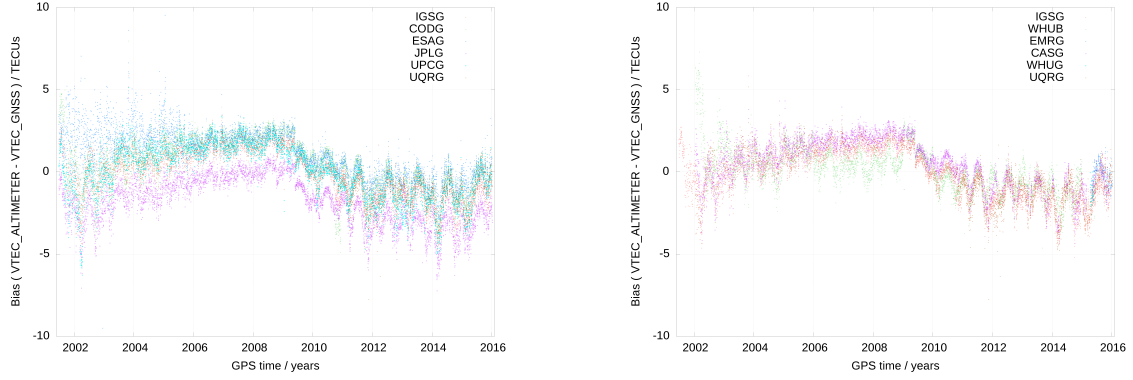 10
5
0
-5
-10
Bias ( VTEC_ALTIMETER - VTEC_GNSS ) / TECUs
IGSG
CODG
ESAG
JPLG
UPCG
UQRG
2002 2004 2006 2008 2010 2012 2014 2016
GPS time / years
10
5
0
-5
-10
Bias ( VTEC_ALTIMETER - VTEC_GNSS ) / TECUs
IGSG
WHUB
EMRG
CASG
WHUG
UQRG
2002 2004 2006 2008 2010 2012 2014 2016
GPS time / years